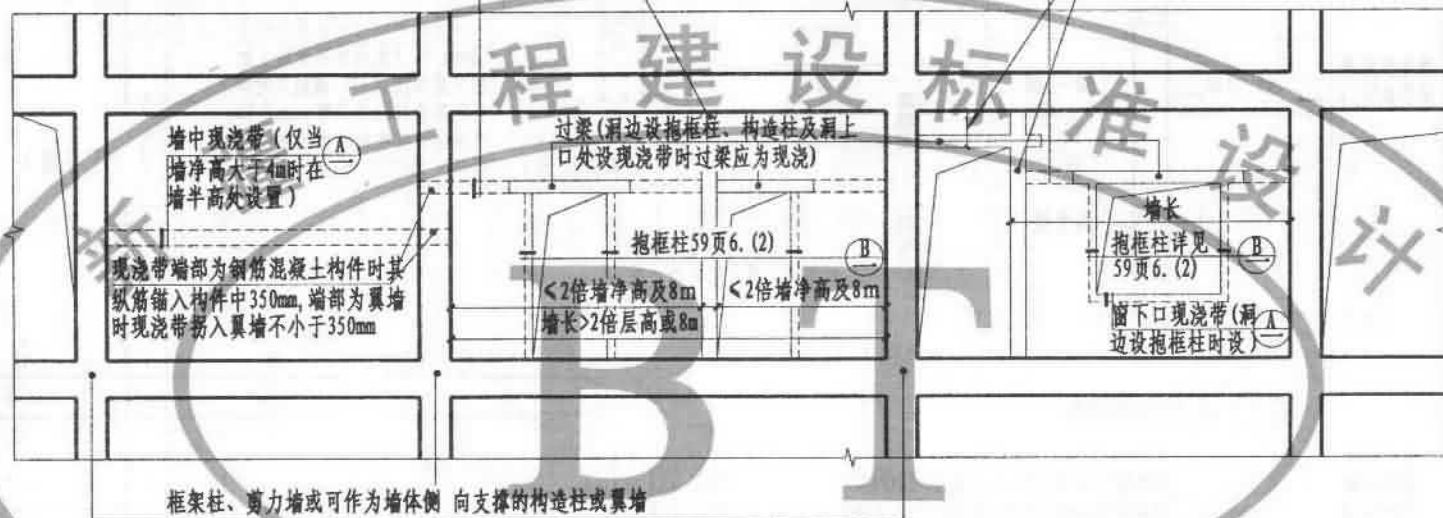 工程建设标准设计
墙中现浇带（仅当
墙净高大于4m时在
墙半高处设置）
A
现浇带端部为钢筋混凝土构件时其
纵筋锚入构件中350mm,端部为翼墙
时现浇带拐入翼墙不小于350mm
过梁(洞边设抱框柱、构造柱及洞上
口处设现浇带时过梁应为现浇)
抱框柱59页6.(2)
B
<2倍墙净高及8m
<2倍墙净高及8m
墙长>2倍层高或8m
墙长
抱框柱详见
59页6.(2)
B
窗下口现浇带(洞
边设抱框柱时设)
A
BT
框架柱、剪力墙或可作为墙体侧 向支撑的构造柱或翼墙